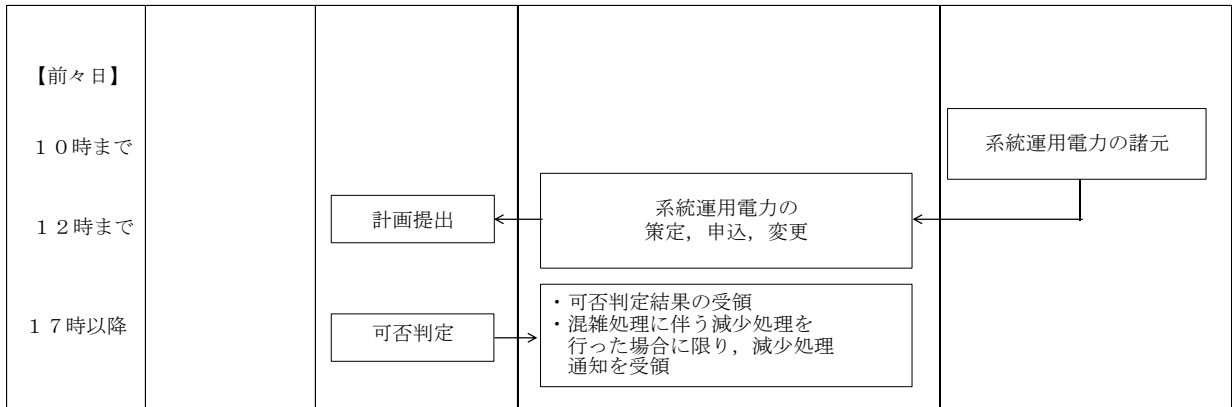 【前々日】
１０時まで
系統運用電力の諸元
１２時まで
計画提出
系統運用電力の
策定，申込，変更
１７時以降
可否判定
・可否判定結果の受領
・混雑処理に伴う減少処理を
行った場合に限り，減少処理
通知を受領